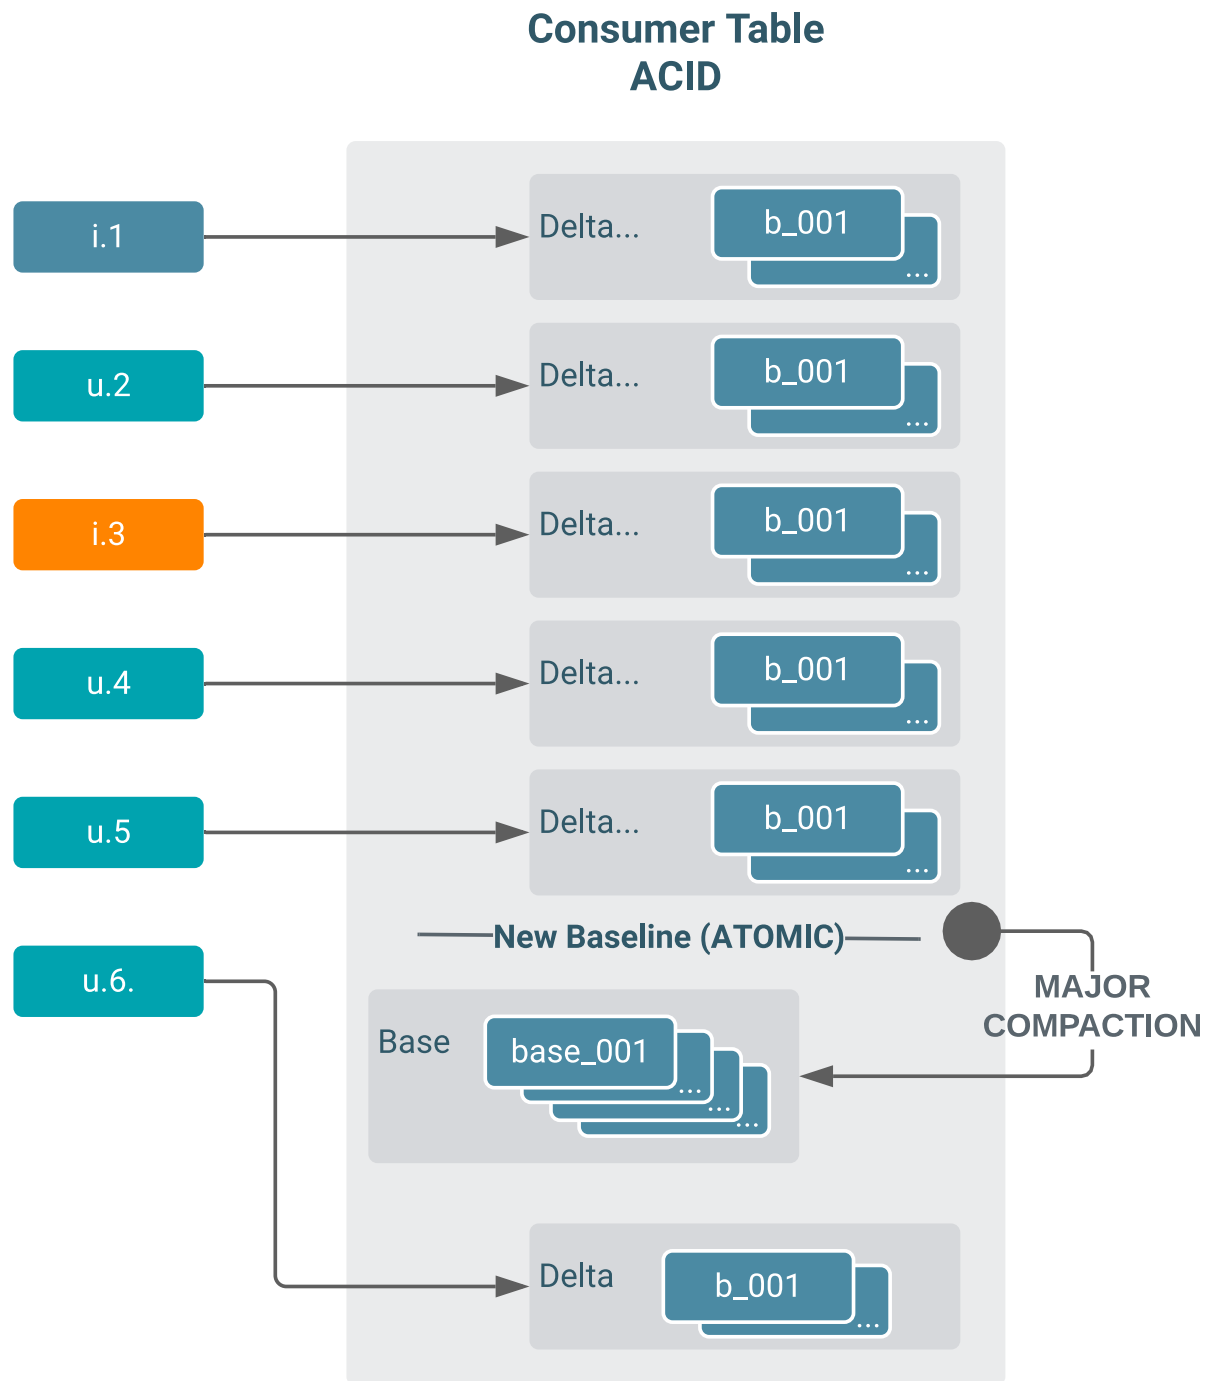 Consumer Table
ACID
i.1
Delta...
b_001
...
u.2
Delta...
b_001
...
i.3
Delta...
b_001
...
u.4
Delta...
b_001
...
u.5
Delta...
b_001
...
New Baseline (ATOMIC)
u.6.
MAJOR
COMPACTION
Base
base_001
...
...
...
Delta
b_001
...